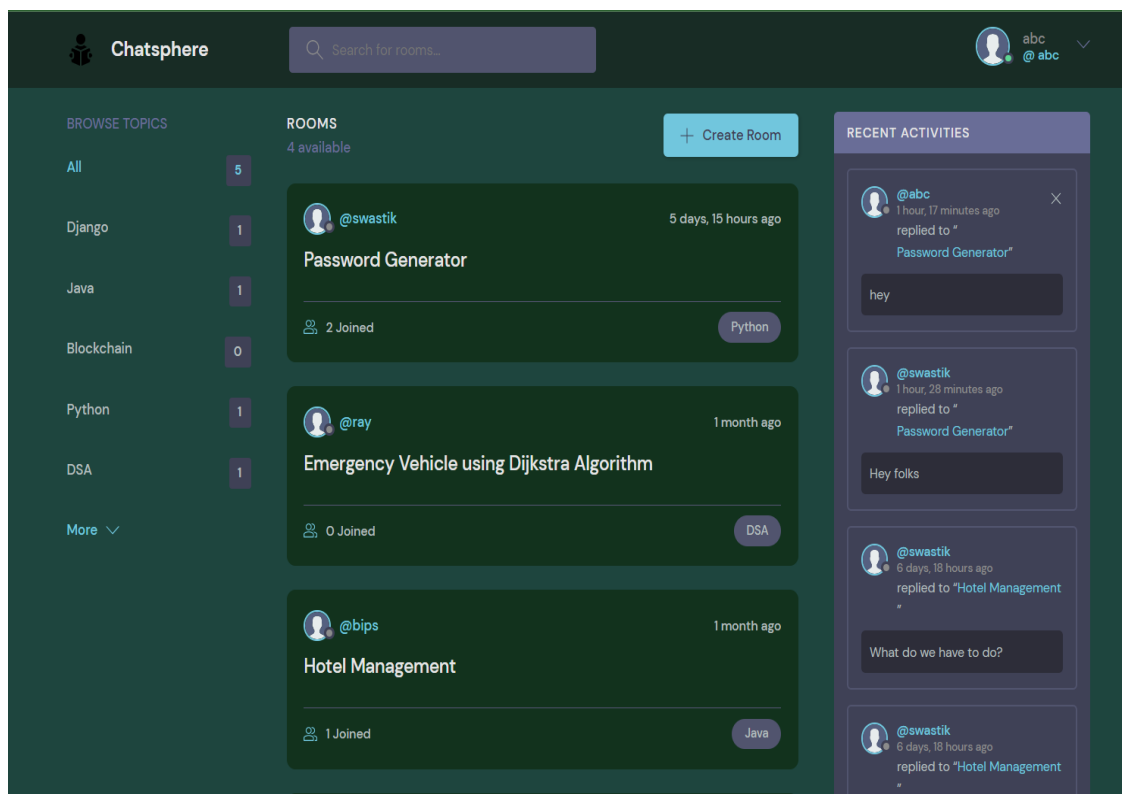 Chatsphere
Search for rooms...
abc
@ abc
BROWSE TOPICS
All
5
Django
1
Java
1
Blockchain
0
Python
1
DSA
1
More
ROOMS
4 available
Create Room
@swastik
5 days, 15 hours ago
Password Generator
2 Joined
Python
@ray
1 month ago
Emergency Vehicle using Dijkstra Algorithm
0 Joined
DSA
@bips
1 month ago
Hotel Management
1 Joined
Java
RECENT ACTIVITIES
@abc
1 hour, 17 minutes ago
replied to “
Password Generator”
hey
@swastik
1 hour, 28 minutes ago
replied to “
Password Generator”
Hey folks
@swastik
6 days, 18 hours ago
replied to “Hotel Management
”
What do we have to do?
@swastik
6 days, 18 hours ago
replied to “Hotel Management
”